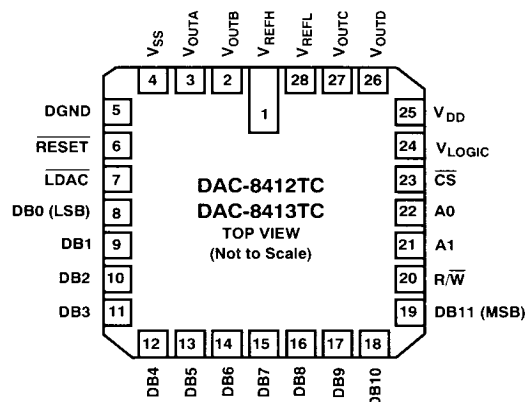 VSS
VOUTA
VOUTB
VREFH
VREFL
VOUTC
VOUTD
4
3
2
1
28
27
26
DGND 5
RESET 6
LDAC 7
DB0 (LSB) 8
DB1 9
DB2 10
DB3 11
DAC-8412TC
DAC-8413TC
TOP VIEW
(Not to Scale)
25 VDD
24 VLOGIC
23 CS
22 A0
21 A1
20 R/W
19 DB11 (MSB)
12
13
14
15
16
17
18
DB4
DB5
DB6
DB7
DB8
DB9
DB10